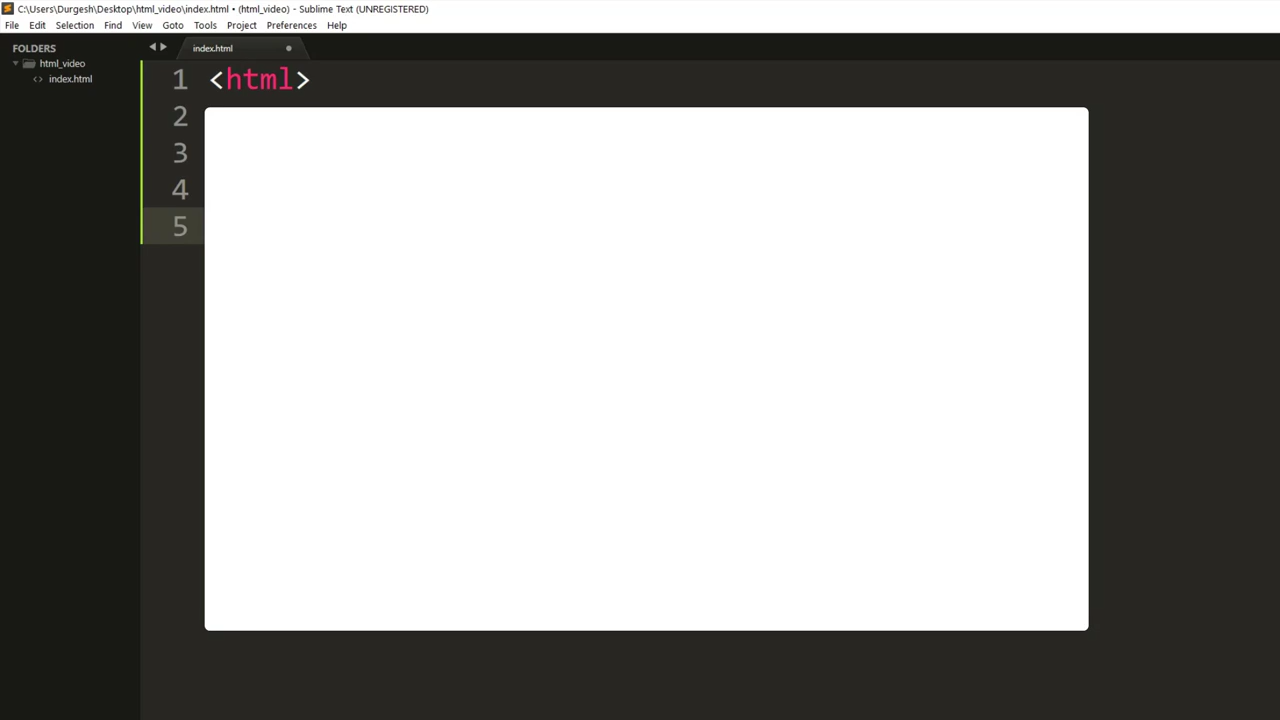 C:\Users\Durgesh\Desktop\html_video\index.html • (html_video) - Sublime Text (UNREGISTERED)
File Edit Selection Find View Goto Tools Project Preferences Help
FOLDERS
html_video
<> index.html
index.html
1 <html>
2
3
4
5